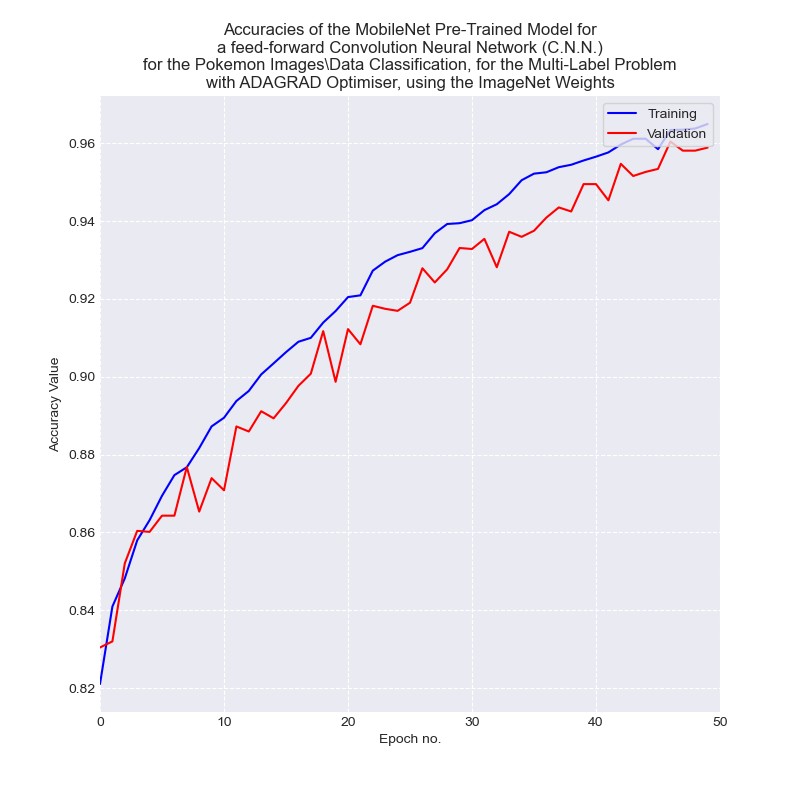 Accuracies of the MobileNet Pre-Trained Model for
a feed-forward Convolution Neural Network (C.N.N.)
for the Pokemon Images\Data Classification, for the Multi-Label Problem
with ADAGRAD Optimiser, using the ImageNet Weights
Training
Validation
0.96
0.94
0.92
0.90
0.88
0.86
0.84
0.82
Accuracy Value
0 10 20 30 40 50
Epoch no.